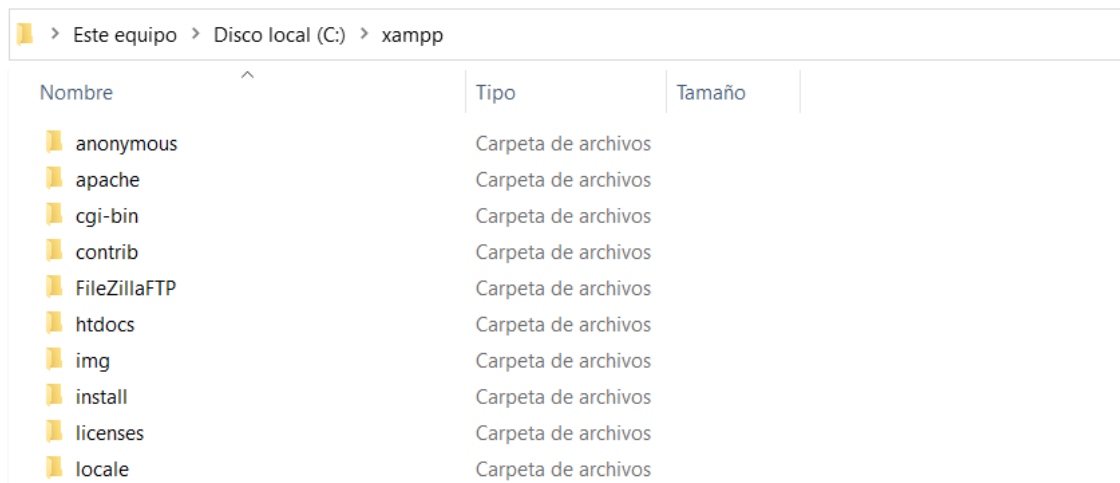 Este equipo > Disco local (C:) > xampp
Nombre Tipo Tamaño
anonymous Carpeta de archivos
apache Carpeta de archivos
cgi-bin Carpeta de archivos
contrib Carpeta de archivos
FileZillaFTP Carpeta de archivos
htdocs Carpeta de archivos
img Carpeta de archivos
install Carpeta de archivos
licenses Carpeta de archivos
locale Carpeta de archivos